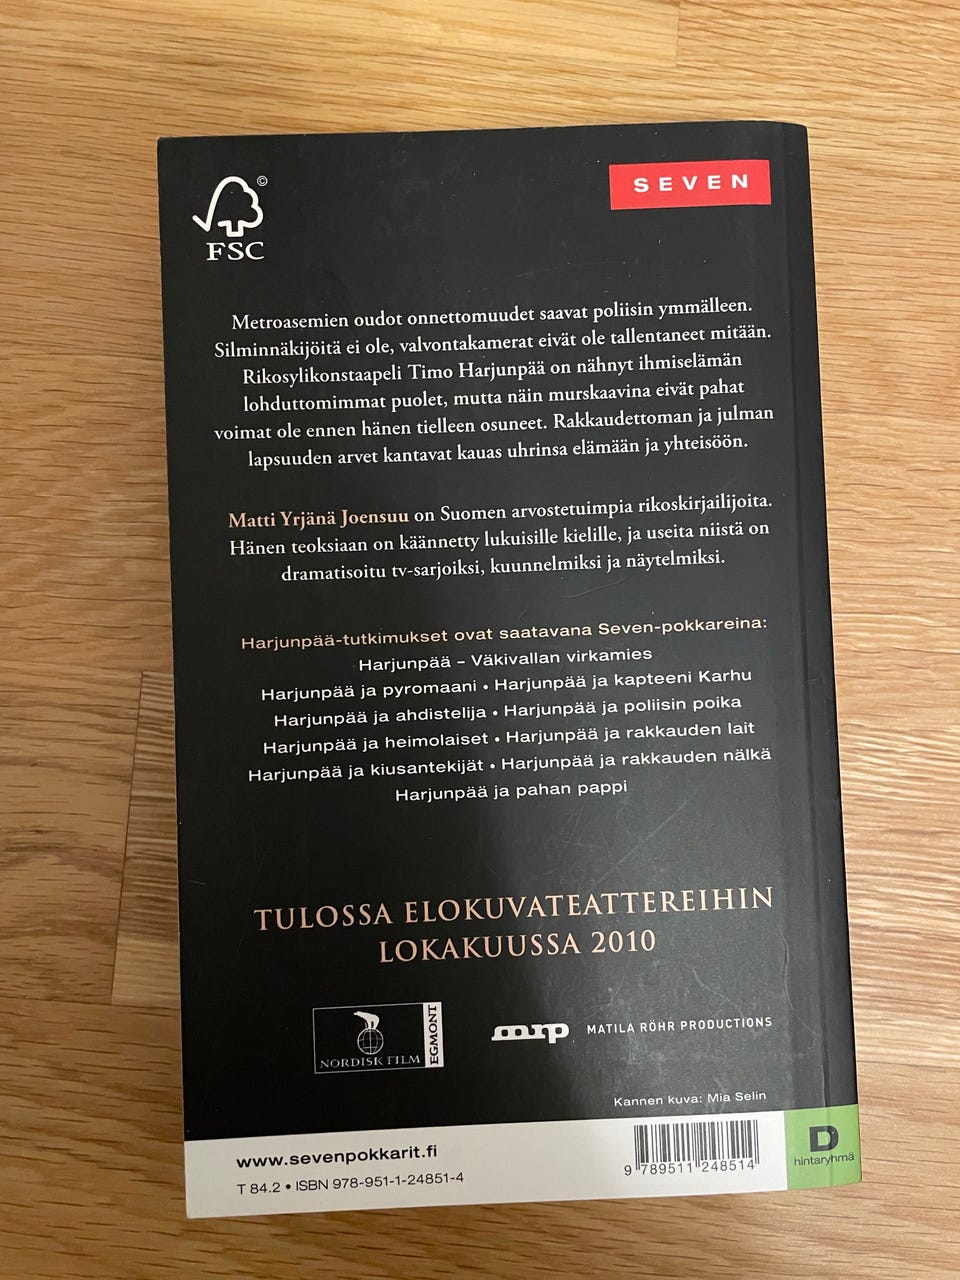 ©
FSC
SEVEN
Metroasemien oudot onnettomuudet saavat poliisin ymmälleen.
Silminnäkijöitä ei ole, valvontakamerat eivät ole tallentaneet mitään.
Rikosylikonstaapeli Timo Harjunpää on nähnyt ihmiselämän
lohduttomimmat puolet, mutta näin murskaavina eivät pahat
voimat ole ennen hänen tielleen osuneet. Rakkaudettoman ja julman
lapsuuden arvet kantavat kauas uhrinsa elämään ja yhteisöön.
Matti Yrjänä Joensuu on Suomen arvostetuimpia rikoskirjailijoita.
Hänen teoksiaan on käännetty lukuisille kielille, ja useita niistä on
dramatisoitu tv-sarjoiksi, kuunnelmiksi ja näytelmiksi.
Harjunpää-tutkimukset ovat saatavana Seven-pokkareina:
Harjunpää – Väkivallan virkamies
Harjunpää ja pyromaani • Harjunpää ja kapteeni Karhu
Harjunpää ja ahdistelija • Harjunpää ja poliisin poika
Harjunpää ja heimolaiset • Harjunpää ja rakkauden lait
Harjunpää ja kiusantekijät • Harjunpää ja rakkauden nälkä
Harjunpää ja pahan pappi
TULOSSA ELOKUVATEATTEREIHIN
LOKAKUUSSA 2010
NORDISK FILM
EGMONT
mrp MATILA RÖHR PRODUCTIONS
Kannen kuva: Mia Selin
www.sevenpokkarit.fi
T 84.2 • ISBN 978-951-1-24851-4
9 789511 248514
D
hintaryhmä